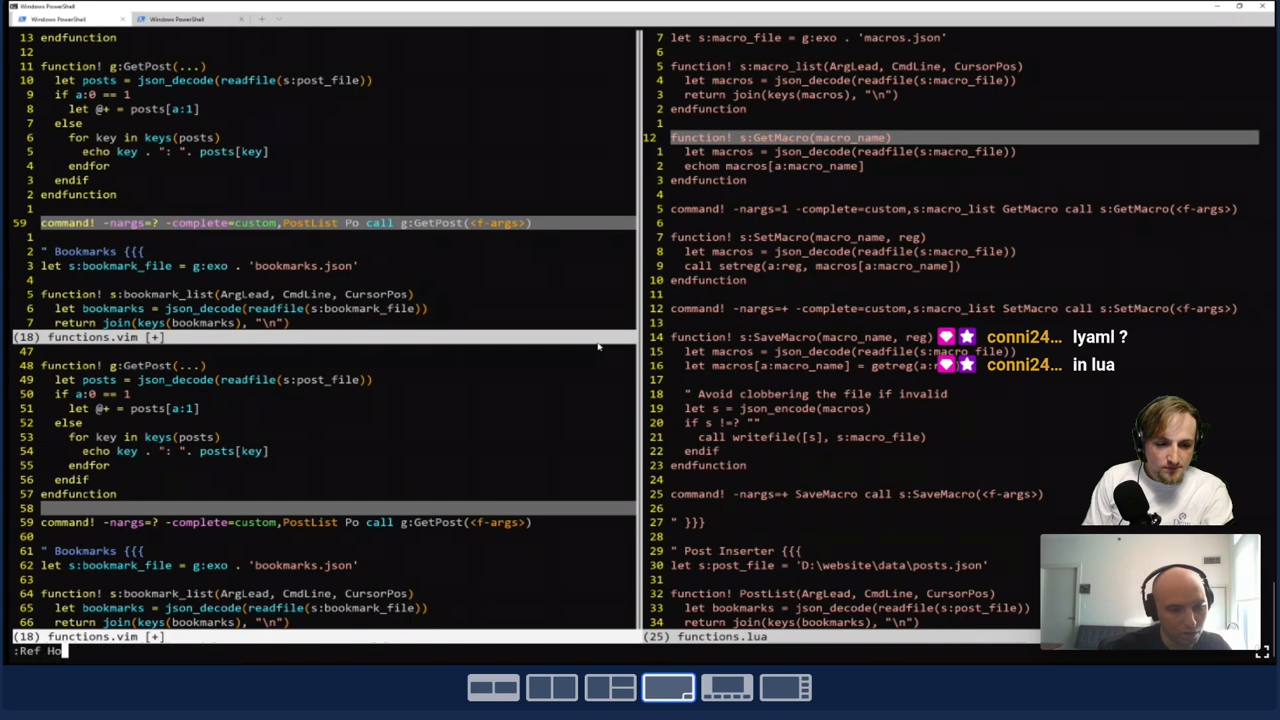 Windows PowerShell
Windows PowerShell
Windows PowerShell
13 endfunction
12
11 function! g:GetPost(...)
10 let posts = json_decode(readfile(s:post_file))
9 if a:0 == 1
8 let @+ = posts[a:1]
7 else
6 for key in keys(posts)
5 echo key . ": ". posts[key]
4 endfor
3 endif
2 endfunction
1
59 command! -nargs=? -complete=custom,PostList Po call g:GetPost(<f-args>)
1
2 " Bookmarks {{{
3 let s:bookmark_file = g:exo . 'bookmarks.json'
4
5 function! s:bookmark_list(ArgLead, CmdLine, CursorPos)
6 let bookmarks = json_decode(readfile(s:bookmark_file))
7 return join(keys(bookmarks), "\n")
(18) functions.vim [+]
47
48 function! g:GetPost(...)
49 let posts = json_decode(readfile(s:post_file))
50 if a:0 == 1
51 let @+ = posts[a:1]
52 else
53 for key in keys(posts)
54 echo key . ": ". posts[key]
55 endfor
56 endif
57 endfunction
58
59 command! -nargs=? -complete=custom,PostList Po call g:GetPost(<f-args>)
60
61 " Bookmarks {{{
62 let s:bookmark_file = g:exo . 'bookmarks.json'
63
64 function! s:bookmark_list(ArgLead, CmdLine, CursorPos)
65 let bookmarks = json_decode(readfile(s:bookmark_file))
66 return join(keys(bookmarks), "\n")
(18) functions.vim [+]
:Ref Ho
7 let s:macro_file = g:exo . 'macros.json'
6
5 function! s:macro_list(ArgLead, CmdLine, CursorPos)
4 let macros = json_decode(readfile(s:macro_file))
3 return join(keys(macros), "\n")
2 endfunction
1
12 function! s:GetMacro(macro_name)
1 let macros = json_decode(readfile(s:macro_file))
2 echom macros[a:macro_name]
3 endfunction
4
5 command! -nargs=1 -complete=custom,s:macro_list GetMacro call s:GetMacro(<f-args>)
6
7 function! s:SetMacro(macro_name, reg)
8 let macros = json_decode(readfile(s:macro_file))
9 call setreg(a:reg, macros[a:macro_name])
10 endfunction
11
12 command! -nargs=+ -complete=custom,s:macro_list SetMacro call s:SetMacro(<f-args>)
13
14 function! s:SaveMacro(macro_name, reg)
15 let macros = json_decode(readfile(s:macro_file))
16 let macros[a:macro_name] = getreg(a:r
17
18 " Avoid clobbering the file if invalid
19 let s = json_encode(macros)
20 if s !=? ""
21 call writefile([s], s:macro_file)
22 endif
23 endfunction
24
25 command! -nargs=+ SaveMacro call s:SaveMacro(<f-args>)
26
27 " }}}
28
29 " Post Inserter {{{
30 let s:post_file = 'D:\website\data\posts.json'
31
32 function! PostList(ArgLead, CmdLine, CursorPos)
33 let bookmarks = json_decode(readfile(s:post_file))
34 return join(keys(bookmarks), "\n")
(25) functions.lua
conni24... lyaml ?
conni24... in lua